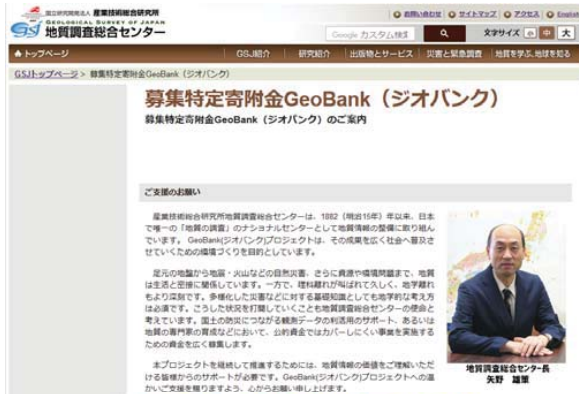 国立研究開発法人 産業技術総合研究所
GEOLOGICAL SURVEY OF JAPAN
地質調査総合センター
お問い合わせ サイトマップ アクセス English
Google カスタム検索
文字サイズ 小 中 大
トップページ
GSJ紹介 研究紹介 出版物とサービス 災害と緊急調査 地質を学ぶ、地球を知る
GSJトップページ > 募集特定寄附金GeoBank（ジオバンク）
募集特定寄附金GeoBank（ジオバンク）
募集特定寄附金GeoBank（ジオバンク）のご案内
ご支援のお願い
産業技術総合研究所地質調査総合センターは、1882（明治15年）年以来、日本
で唯一の「地質の調査」のナショナルセンターとして地質情報の整備に取り組ん
でいます。 GeoBank(ジオバンク)プロジェクトは、その成果を広く社会へ普及さ
せていくための環境づくりを目的としています。
足元の地盤から地震・火山などの自然災害、さらに資源や環境問題まで、地質
は生活と密接に関係しています。一方で、理科離れが叫ばれて久しく、地学離れ
もより深刻です。多様化した災害などに対する基礎知識としても地学的な考え方
は必須です。こうした状況を打開していくことも地質調査総合センターの使命と
考えています。国土の防災につながる観測データの利活用のサポート、あるいは
地質の専門家の育成などにおいて、公的資金ではカバーしにくい事業を実施する
ための資金を広く募集します。
本プロジェクトを継続して推進するためには、地質情報の価値をご理解いただ
ける皆様からのサポートが必要です。GeoBank(ジオバンク)プロジェクトへの温
かいご支援を賜りますよう、心からお願い申し上げます。
地質調査総合センター長
矢野 雄策